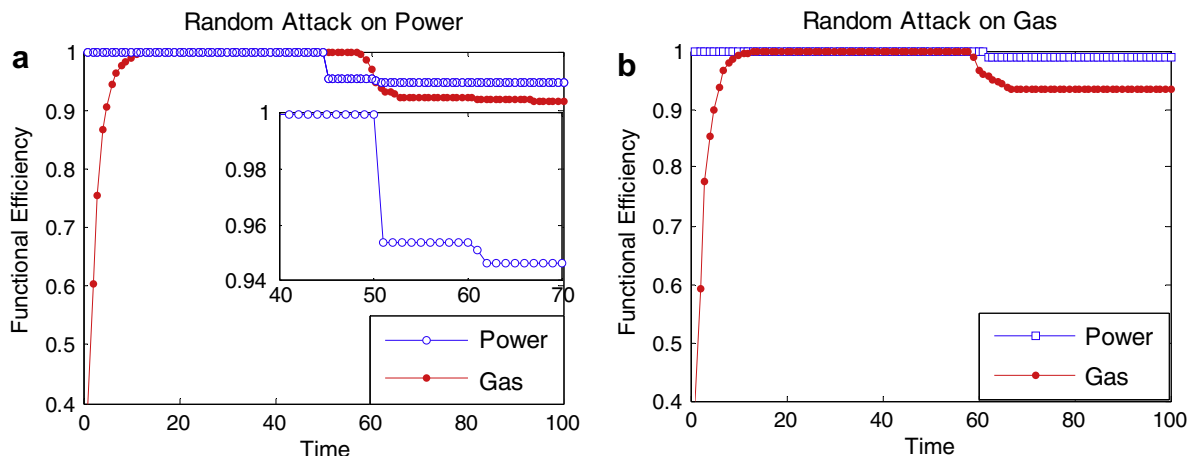 Random Attack on Power
a
1
0.9
0.8
0.7
0.6
0.5
0.4
Functional Efficiency
1
0.98
0.96
0.94
40
50
60
70
Power
Gas
0
20
40
60
80
100
Time
Random Attack on Gas
b
1
0.9
0.8
0.7
0.6
0.5
0.4
Functional Efficiency
Power
Gas
0
20
40
60
80
100
Time